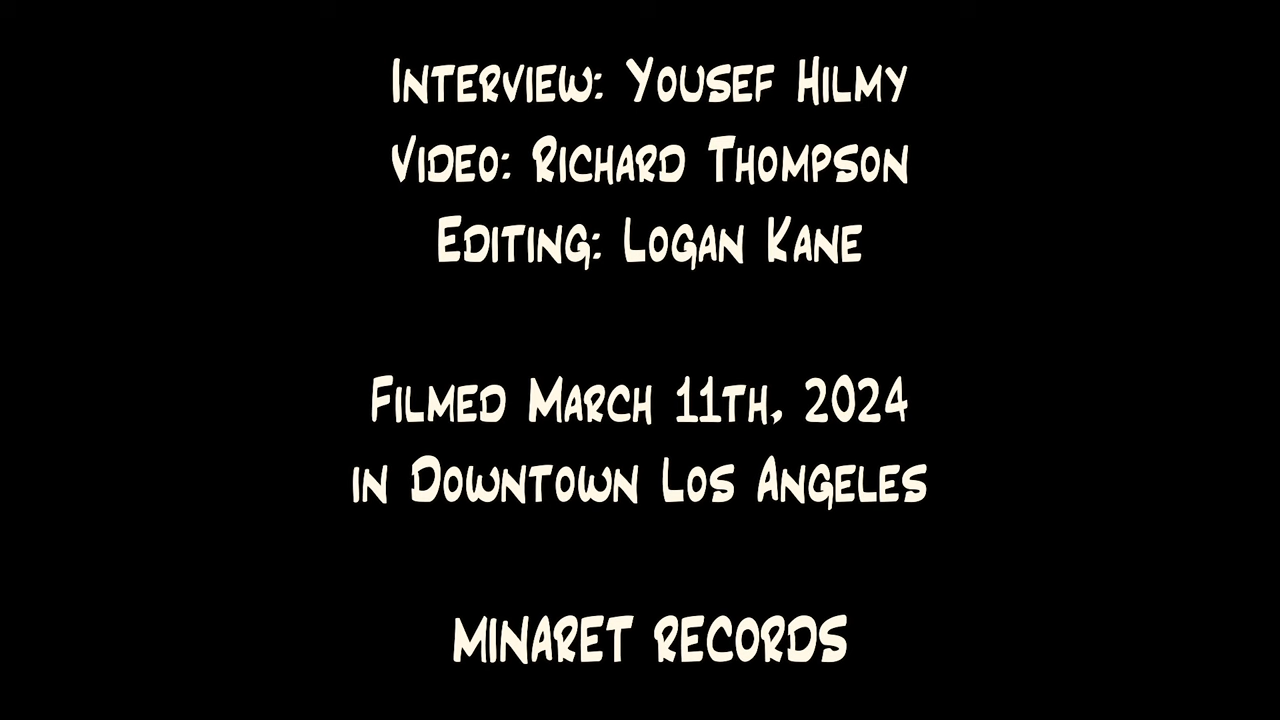 Interview: Yousef Hilmy
Video: Richard Thompson
Editing: Logan Kane
Filmed March 11th, 2024
in Downtown Los Angeles
MINARET RECORDS